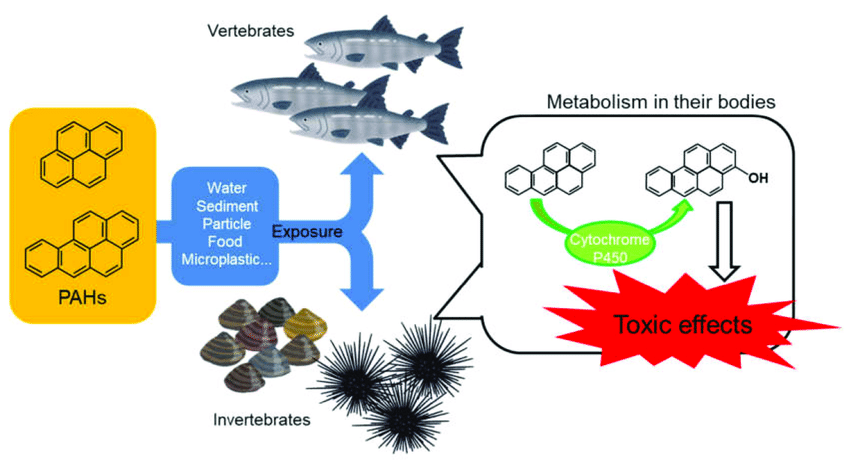 Vertebrates
PAHs
Water
Sediment
Particle
Food
Microplastic...
Exposure
Invertebrates
Metabolism in their bodies
OH
Cytochrome
P450
Toxic effects